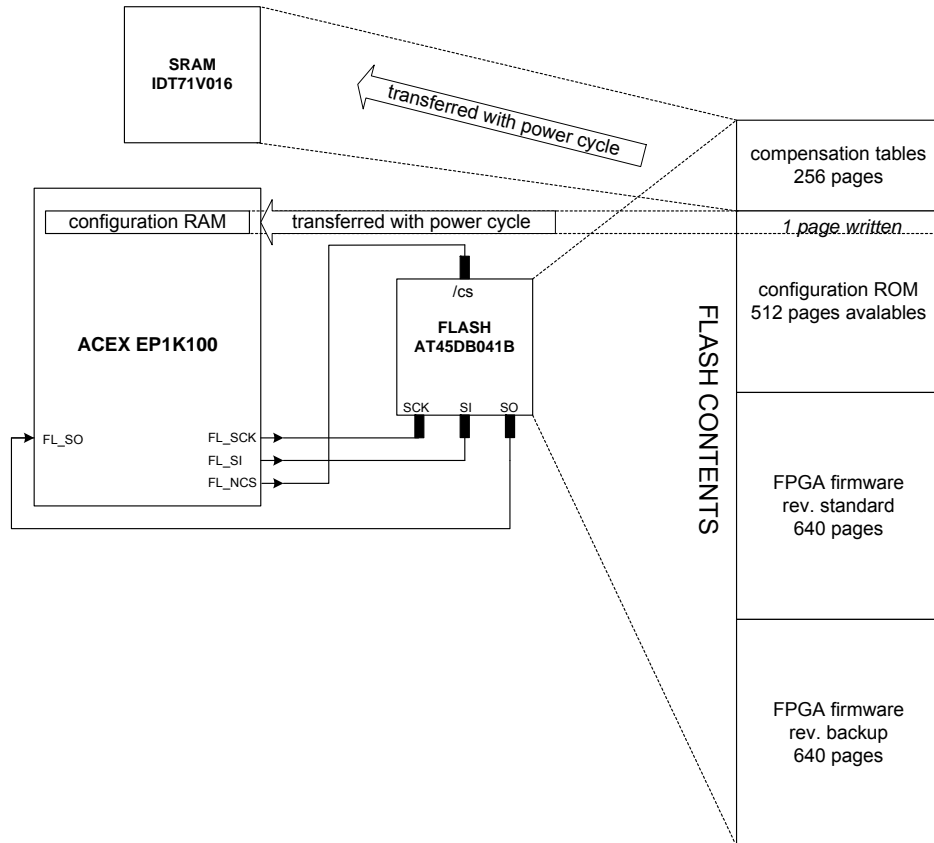 SRAM
IDT71V016
transferred with power cycle
compensation tables
256 pages
configuration RAM
transferred with power cycle
1 page written
/cs
FLASH
AT45DB041B
configuration ROM
512 pages avalables
ACEX EP1K100
FLASH CONTENTS
SCK
SI
SO
FL_SO
FL_SCK
FL_SI
FL_NCS
FPGA firmware
rev. standard
640 pages
FPGA firmware
rev. backup
640 pages